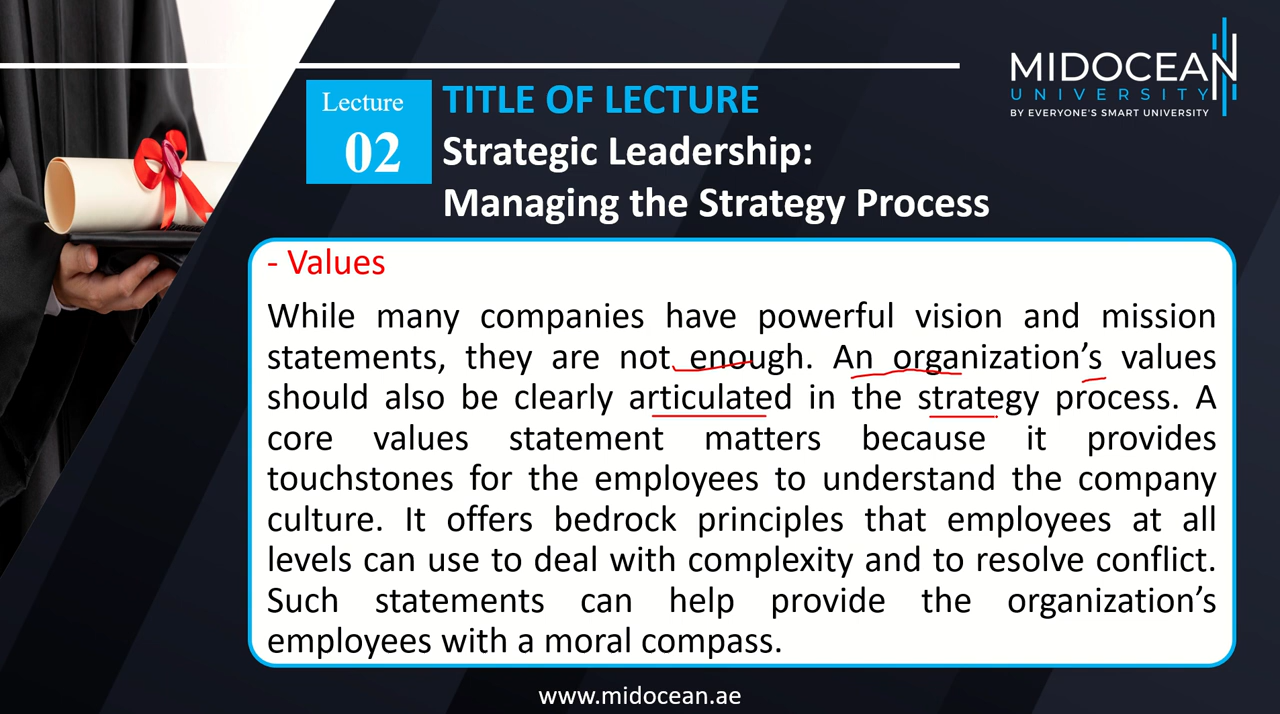 MIDOCEAN
UNIVERSITY
BY EVERYONE'S SMART UNIVERSITY
Lecture
02
TITLE OF LECTURE
Strategic Leadership:
Managing the Strategy Process
- Values
While many companies have powerful vision and mission
statements, they are not enough. An organization’s values
should also be clearly articulated in the strategy process. A
core values statement matters because it provides
touchstones for the employees to understand the company
culture. It offers bedrock principles that employees at all
levels can use to deal with complexity and to resolve conflict.
Such statements can help provide the organization’s
employees with a moral compass.
www.midocean.ae